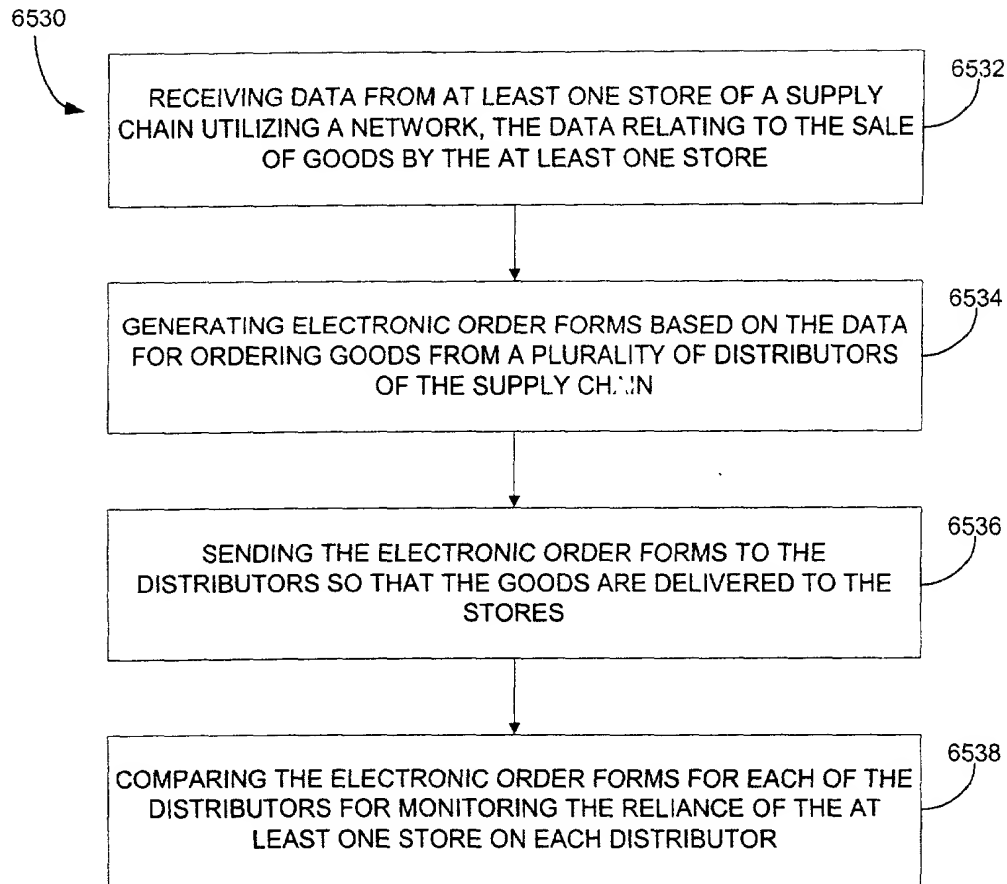 6530
6532
RECEIVING DATA FROM AT LEAST ONE STORE OF A SUPPLY
CHAIN UTILIZING A NETWORK, THE DATA RELATING TO THE SALE
OF GOODS BY THE AT LEAST ONE STORE
6534
GENERATING ELECTRONIC ORDER FORMS BASED ON THE DATA
FOR ORDERING GOODS FROM A PLURALITY OF DISTRIBUTORS
OF THE SUPPLY
6536
SENDING THE ELECTRONIC ORDER FORMS TO THE
DISTRIBUTORS SO THAT THE GOODS ARE DELIVERED TO THE
STORES
6538
COMPARING THE ELECTRONIC ORDER FORMS FOR EACH OF THE
DISTRIBUTORS FOR MONITORING THE RELIANCE OF THE AT
LEAST ONE STORE ON EACH DISTRIBUTOR